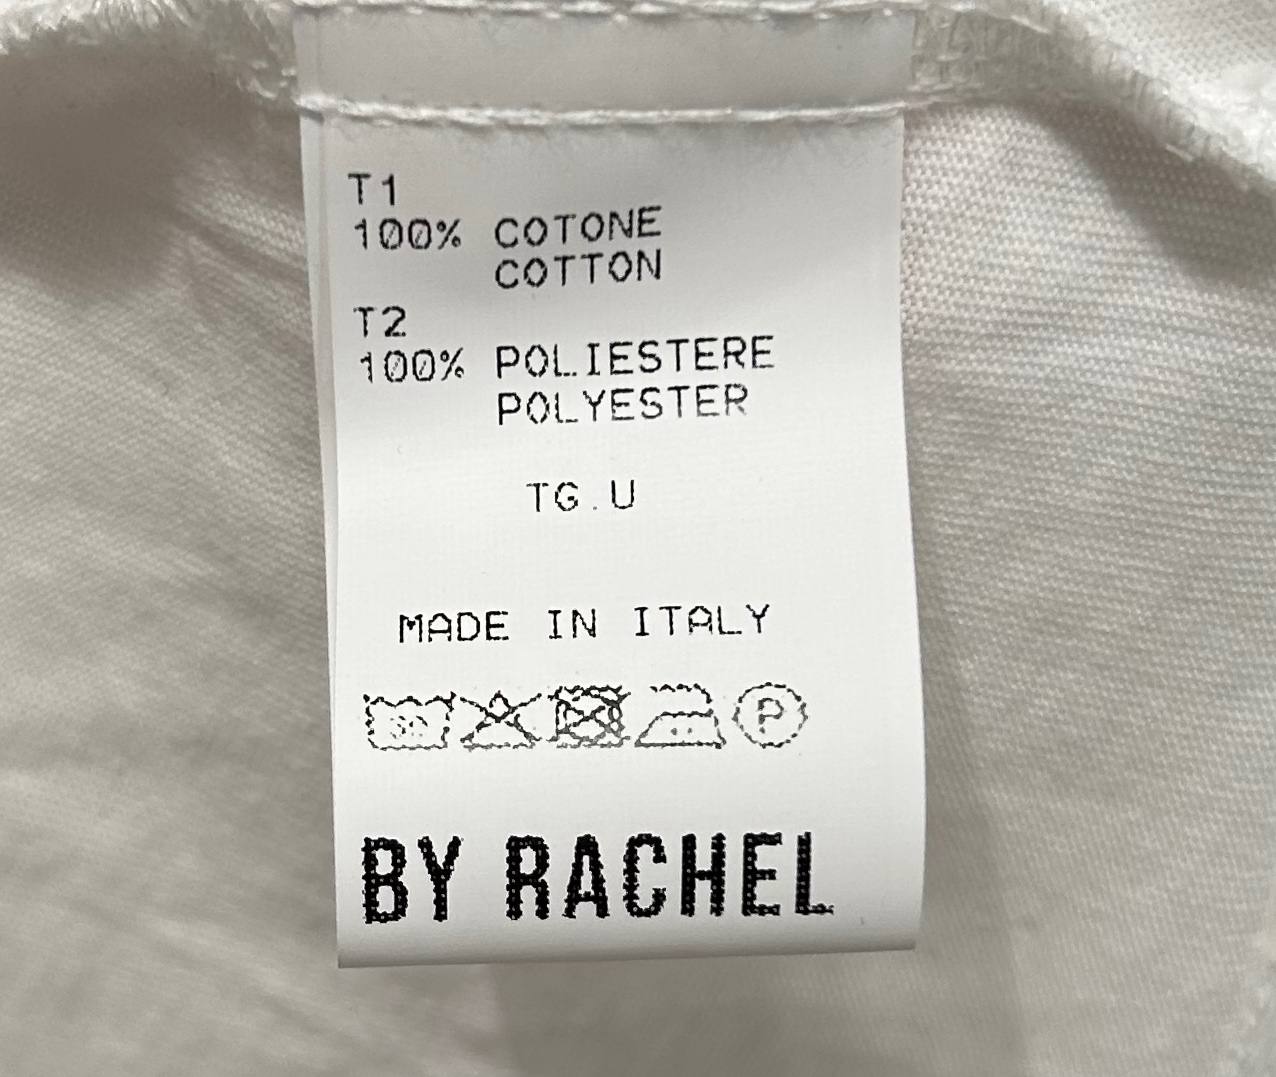 T1
100% COTONE
COTTON
T2
100% POLIESTERE
POLYESTER
TG.U
MADE IN ITALY
P
BY RACHEL